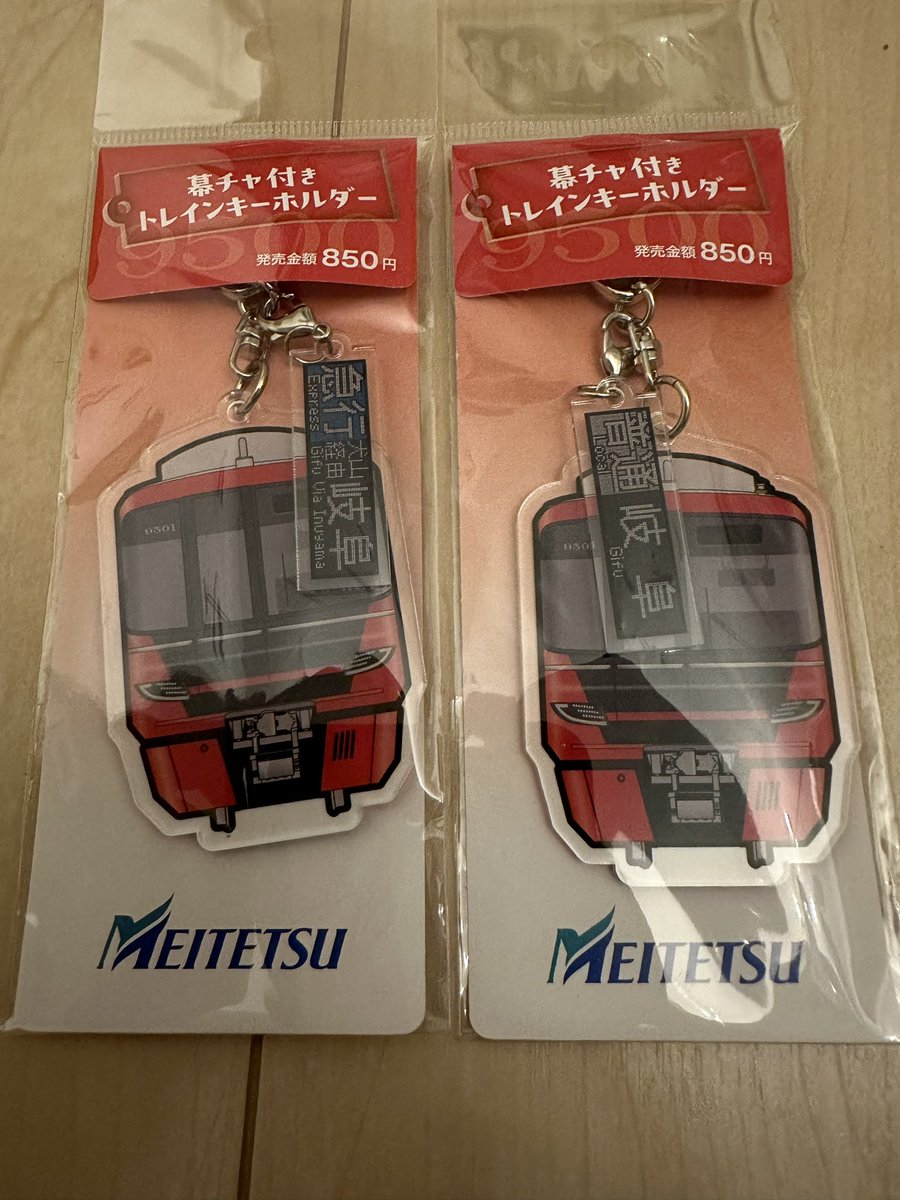 幕チャ付き
トレインキーホルダー
9500
発売金額 850円
急行 犬山経由 岐阜
Express Gifu Via Inuyama
9501
MEITETSU
幕チャ付き
トレインキーホルダー
9500
発売金額 850円
普通 岐阜
Local Gifu
9501
MEITETSU